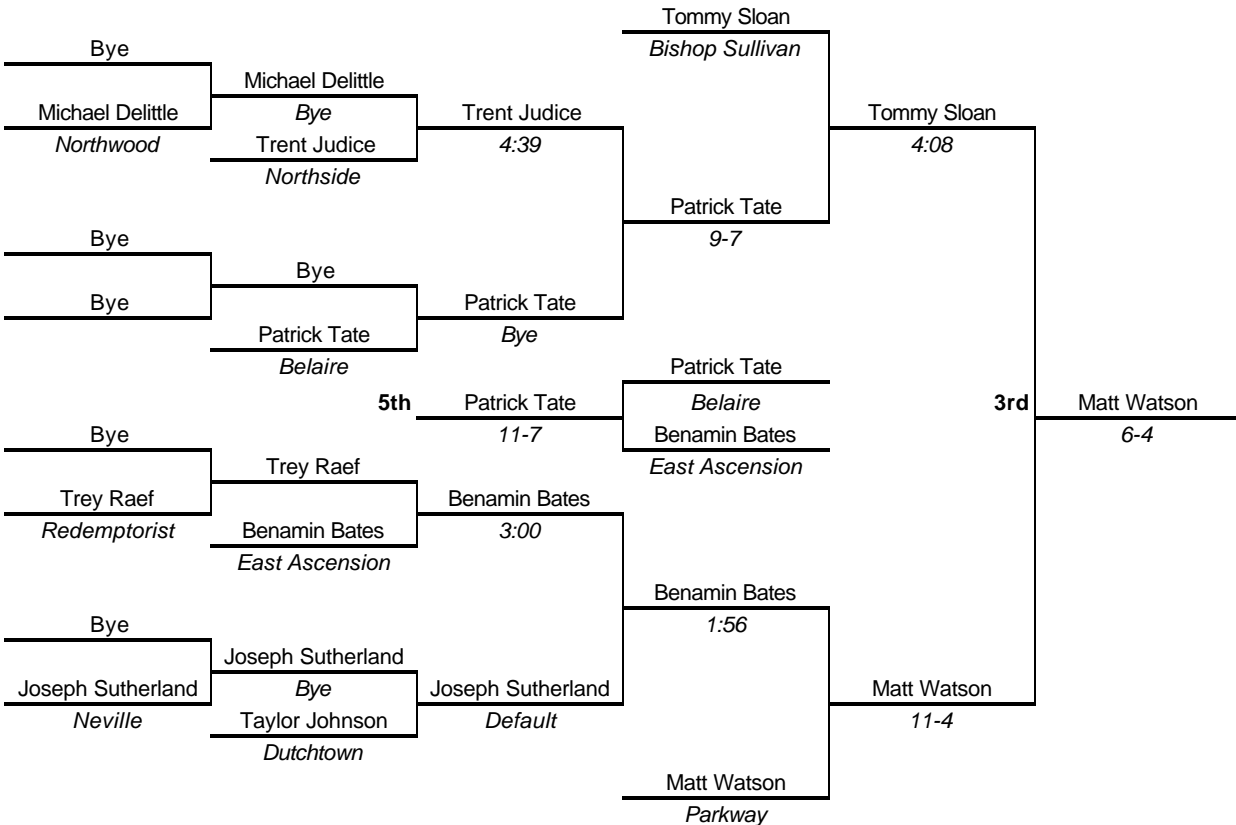 Tommy Sloan
Bye
Bishop Sullivan
Michael Delittle
Michael Delittle
Bye
Trent Judice
Tommy Sloan
Northwood
Trent Judice
4:39
4:08
Northside
Patrick Tate
Bye
9-7
Bye
Bye
Patrick Tate
Patrick Tate
Bye
Belaire
Patrick Tate
5th
Patrick Tate
Belaire
3rd
Matt Watson
Bye
11-7
Benamin Bates
6-4
Trey Raef
East Ascension
Trey Raef
Benamin Bates
Redemptorist
Benamin Bates
3:00
East Ascension
Benamin Bates
Bye
1:56
Joseph Sutherland
Joseph Sutherland
Bye
Joseph Sutherland
Matt Watson
Neville
Taylor Johnson
Default
11-4
Dutchtown
Matt Watson
Parkway